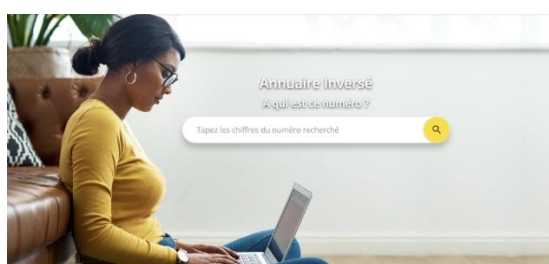 Annuaire Inversé
A qui est ce numéro ?
Tapez les chiffres du numéro recherché